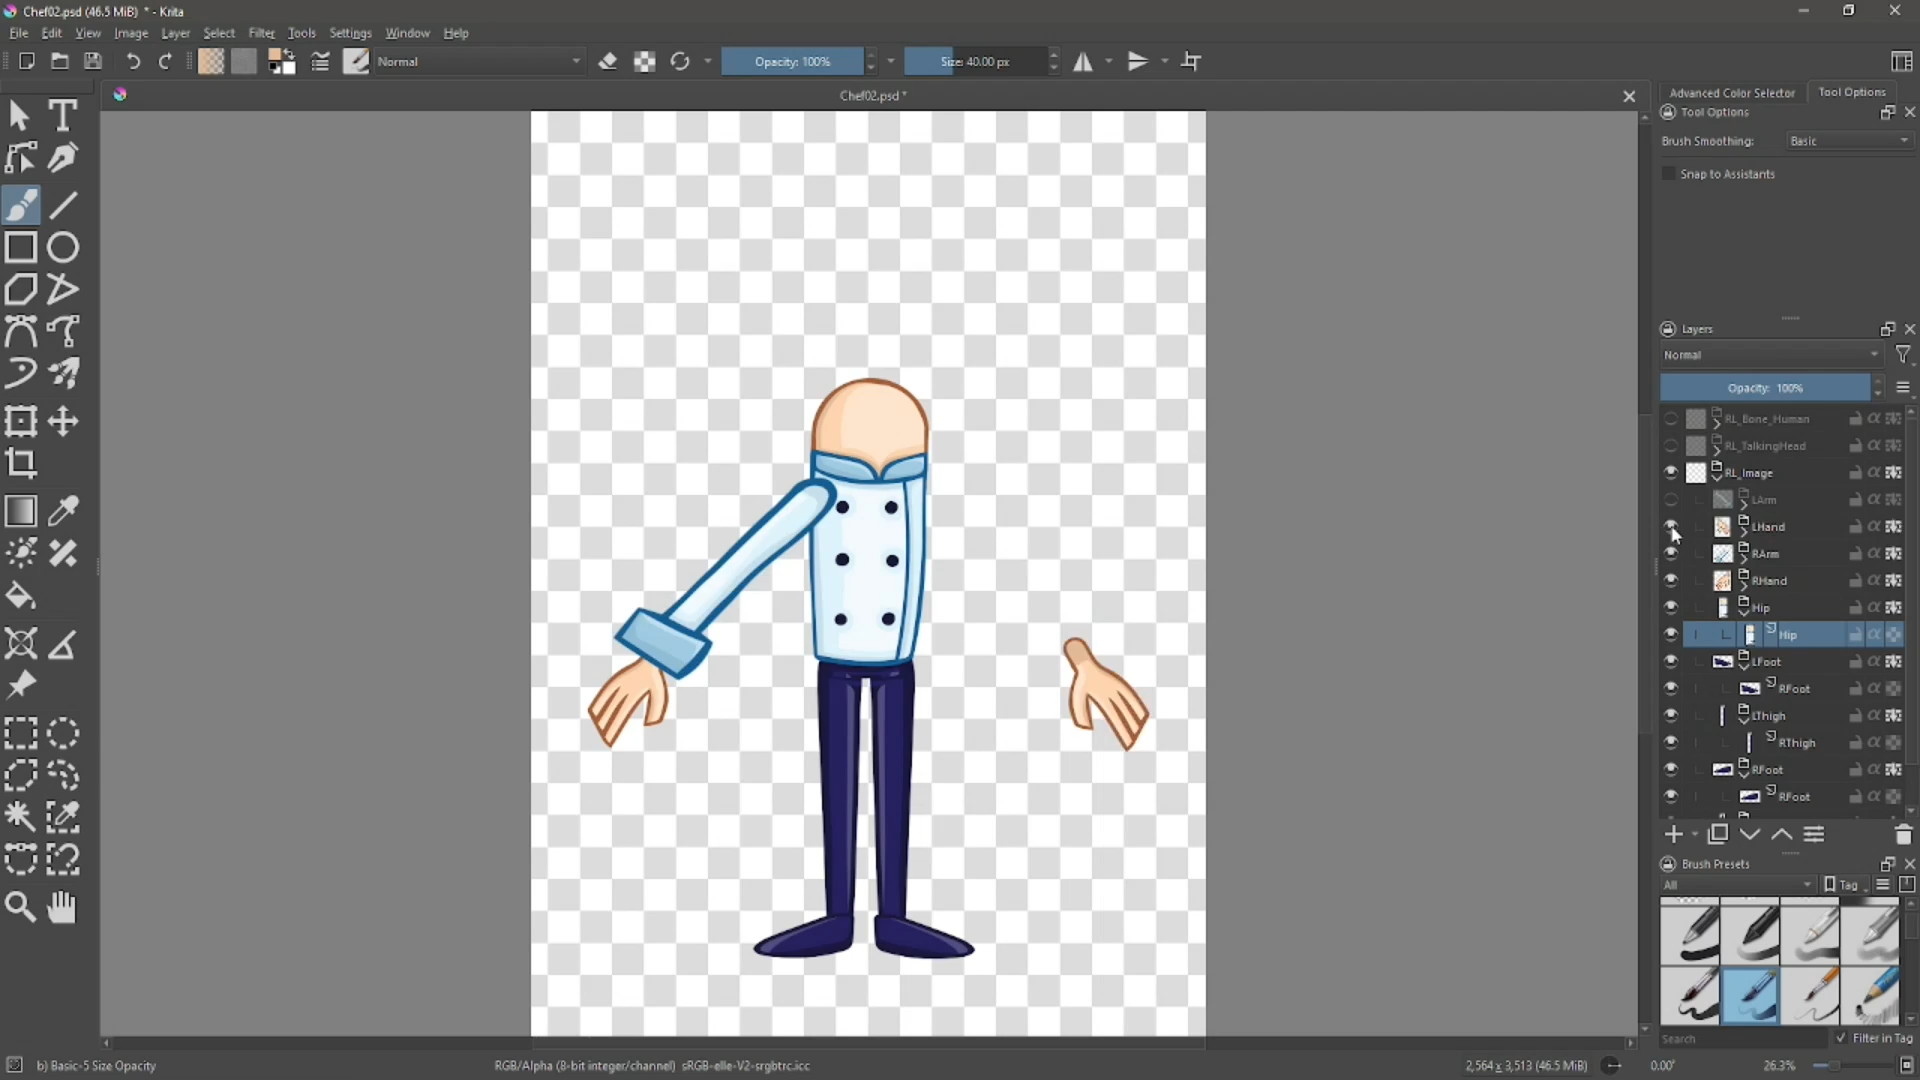 Chef02.psd (46.5 MiB) * - Krita
File Edit View Image Layer Select Filter Tools Settings Window Help
Normal Opacity: 100% Size: 40.00 px
Chef02.psd *
Advanced Color Selector Tool Options
Tool Options
Brush Smoothing: Basic
Snap to Assistants
Layers
Normal
Opacity: 100%
RL_Bone_Human
RL_TalkingHead
RL_Image
LArm
LHand
RArm
RHand
Hip
Hip
LFoot
RFoot
LThigh
RThigh
RFoot
RFoot
Brush Presets
All Tag
Search Filter in Tag
b) Basic-5 Size Opacity RGB/Alpha (8-bit integer/channel) sRGB-elle-V2-srgbtrc.icc 2,564 x 3,513 (46.5 MiB) 0.00° 26.3%